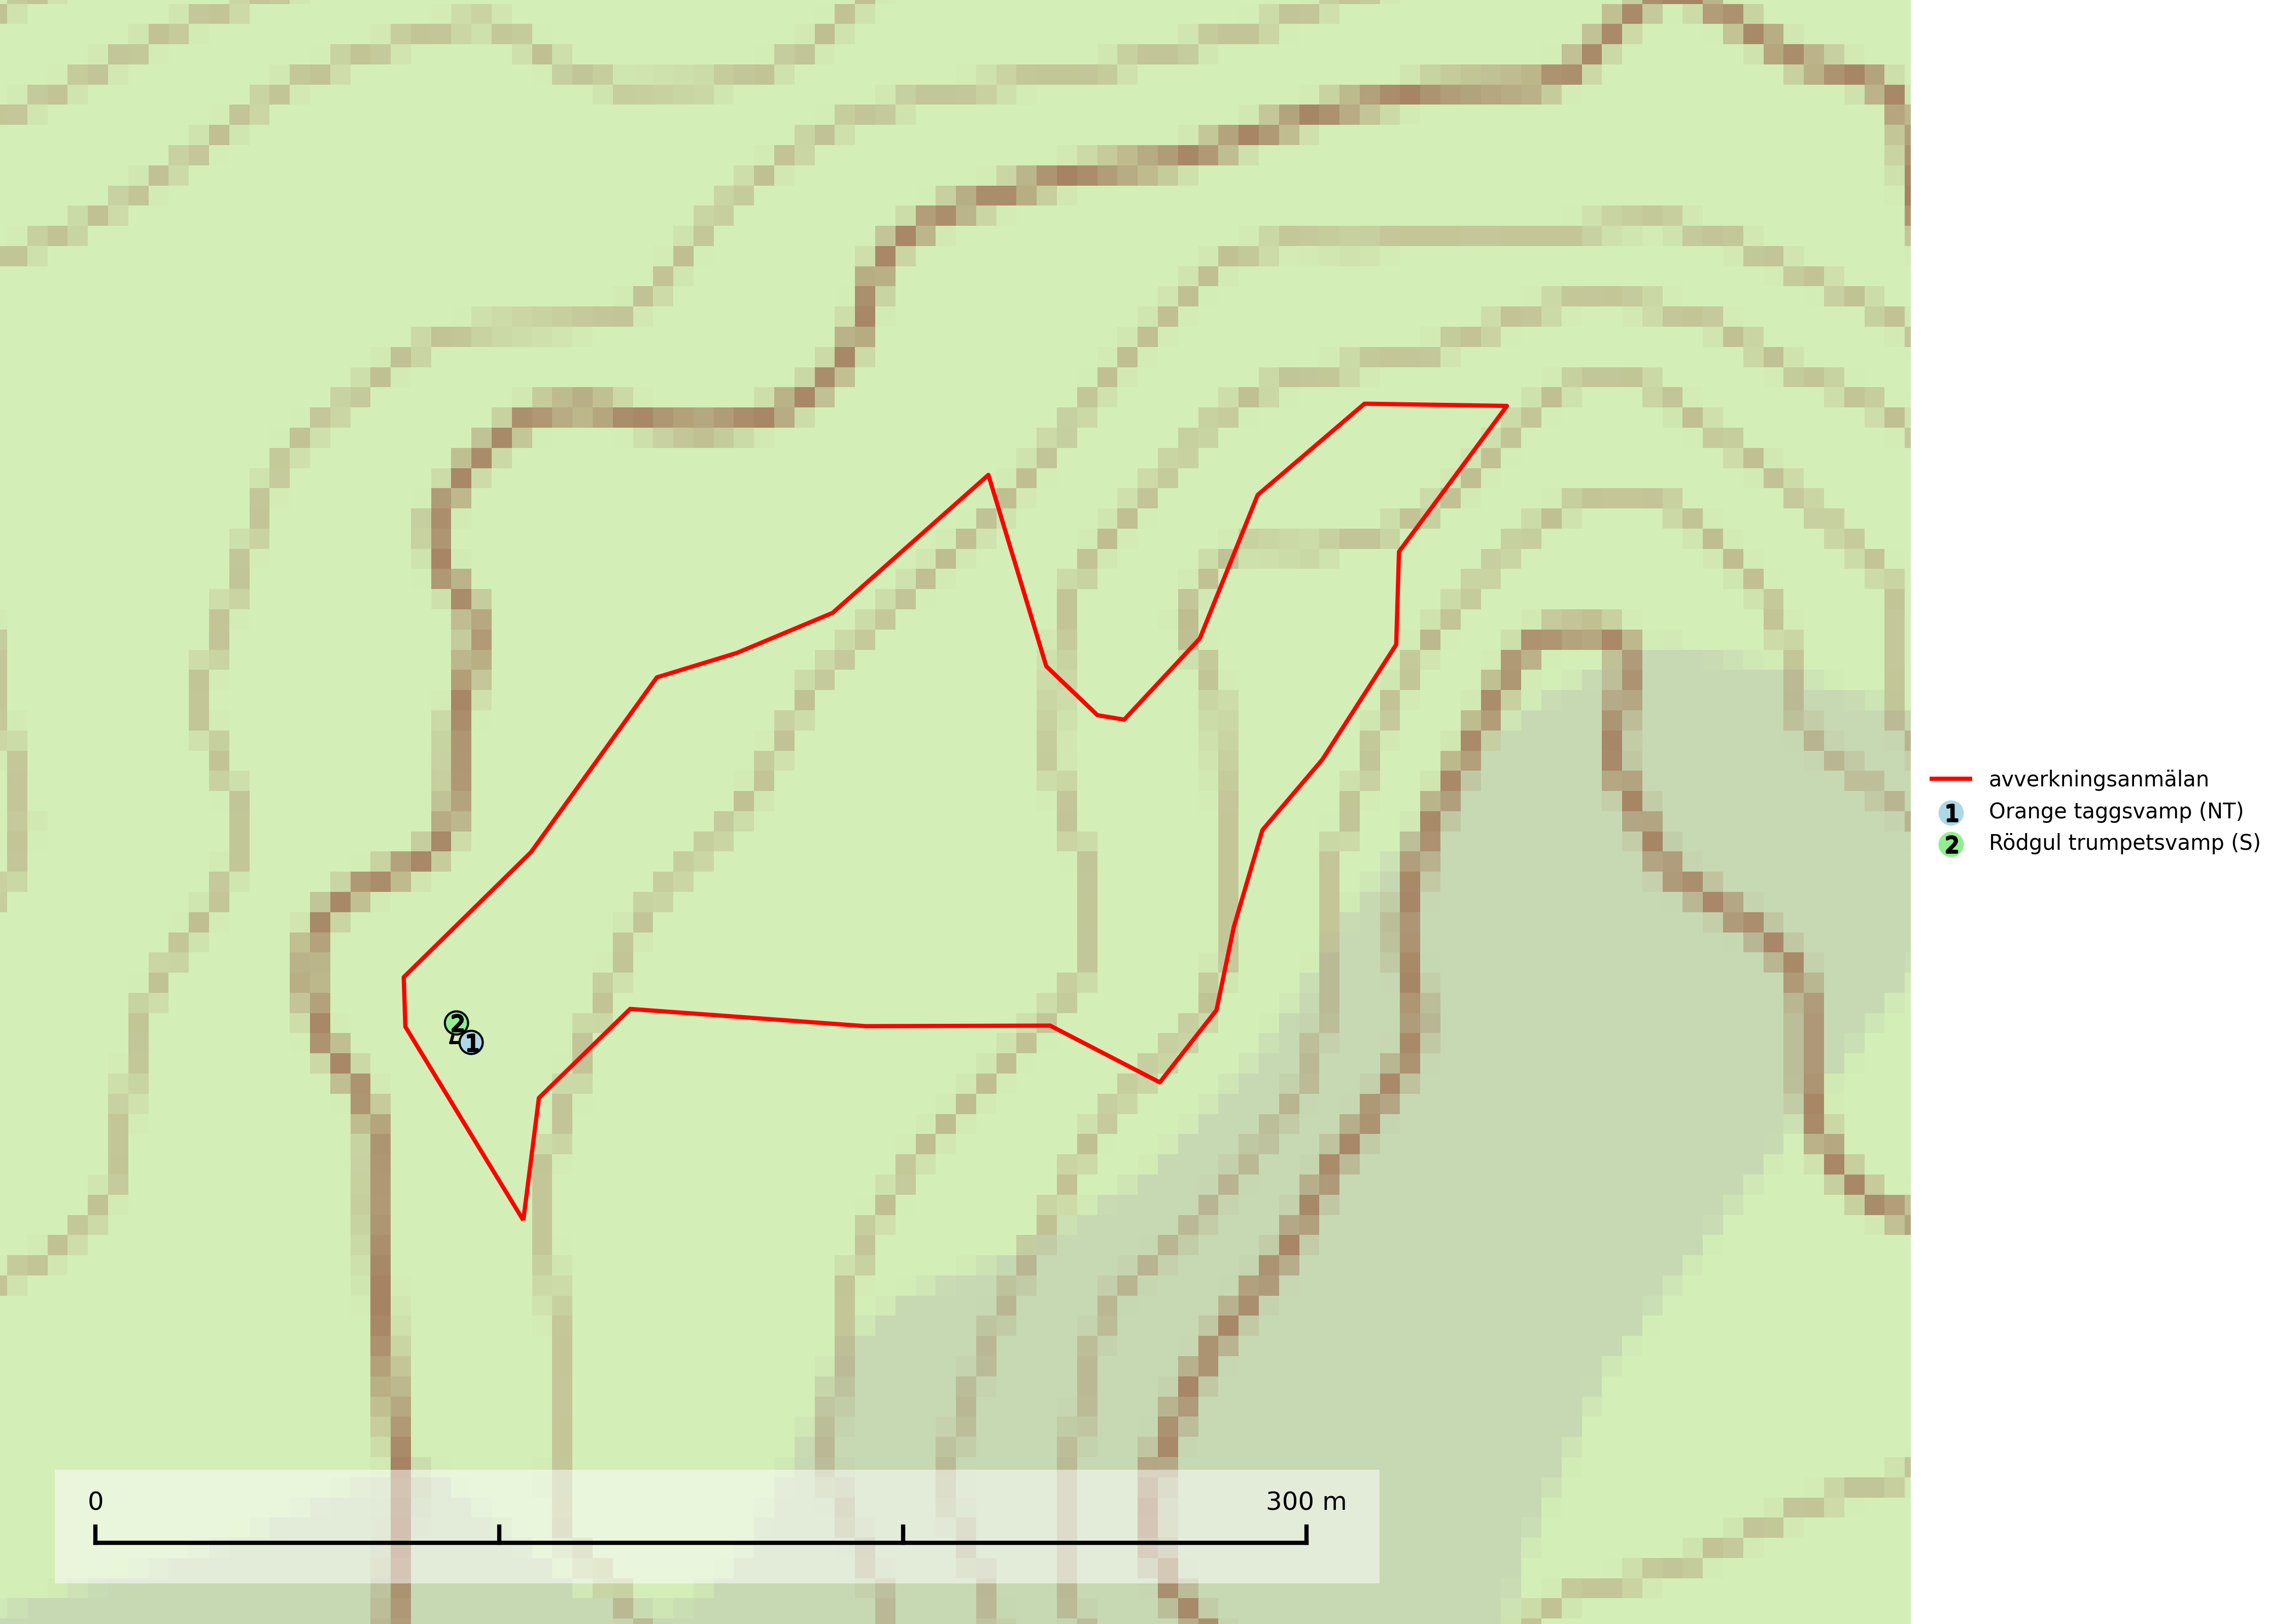 2
1
avverkningsanmälan
1 Orange taggsvamp (NT)
2 Rödgul trumpetsvamp (S)
0 300 m